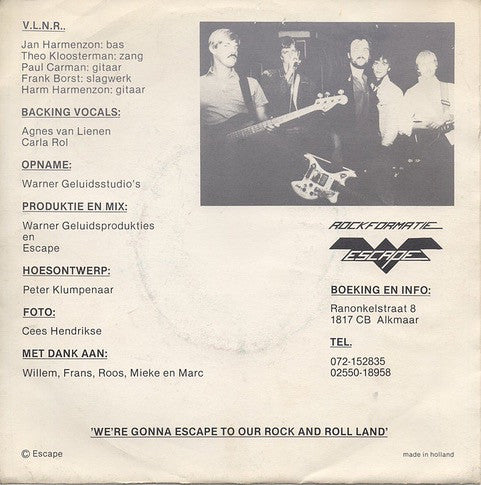 V.L.N.R..
Jan Harmenzon: bas
Theo Kloosterman: zang
Paul Carman: gitaar
Frank Borst: slagwerk
Harm Harmenzon: gitaar
BACKING VOCALS:
Agnes van Lienen
Carla Rol
OPNAME:
Warner Geluidsstudio's
PRODUKTIE EN MIX:
Warner Geluidsprodukties
en
Escape
HOESONTWERP:
Peter Klumpenaar
FOTO:
Cees Hendrikse
MET DANK AAN:
Willem, Frans, Roos, Mieke en Marc
ROCKFORMATIE
ESCAPE
BOEKING EN INFO:
Ranonkelstraat 8
1817 CB Alkmaar
TEL.
072-152835
02550-18958
'WE'RE GONNA ESCAPE TO OUR ROCK AND ROLL LAND'
© Escape
made in holland